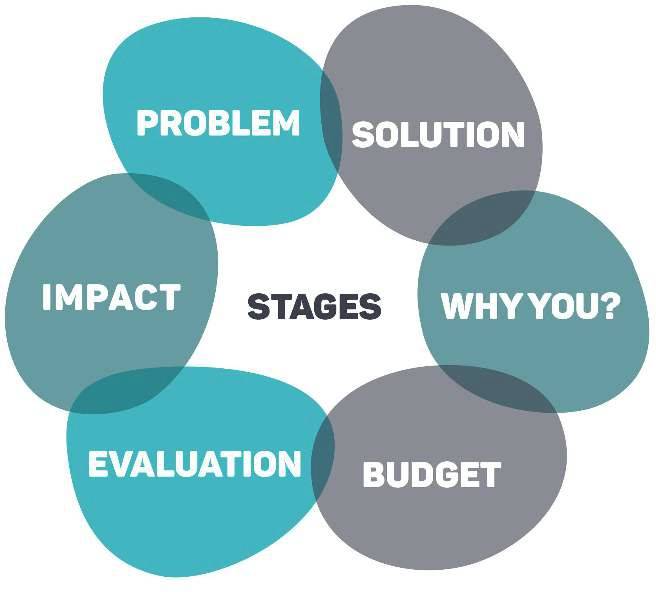 PROBLEM
SOLUTION
IMPACT
STAGES
WHY YOU?
EVALUATION
BUDGET